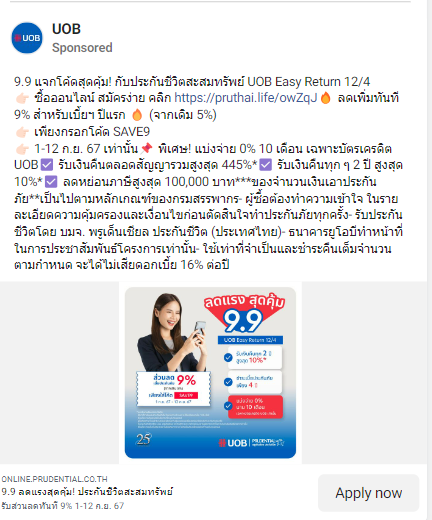 UOB
Sponsored
9.9 แจกโค้ดสุดคุ้ม! กับประกันชีวิตสะสมทรัพย์ UOB Easy Return 12/4
👉🏻 ซื้อออนไลน์ สมัครง่าย คลิก https://pruthai.life/owZqJ🔥 ลดเพิ่มทันที
9% สำหรับเบี้ยฯ ปีแรก 🔥 (จากเดิม 5%)
👉🏻 เพียงกรอกโค้ด SAVE9
👉🏻 1-12 ก.ย. 67 เท่านั้น📌 พิเศษ! แบ่งจ่าย 0% 10 เดือน เฉพาะบัตรเครดิต
UOB☑ รับเงินคืนตลอดสัญญารวมสูงสุด 445%*☑ รับเงินคืนทุก ๆ 2 ปี สูงสุด
10%*☑ ลดหย่อนภาษีสูงสุด 100,000 บาท***ของจำนวนเงินเอาประกัน
ภัย**เป็นไปตามหลักเกณฑ์ของกรมสรรพากร- ผู้ซื้อต้องทำความเข้าใจ ในราย
ละเอียดความคุ้มครองและเงื่อนไขก่อนตัดสินใจทำประกันภัยทุกครั้ง- รับประกัน
ชีวิตโดย บมจ. พรูเด็นเชียล ประกันชีวิต (ประเทศไทย)- ธนาคารยูโอบีทำหน้าที่
ในการประชาสัมพันธ์โครงการเท่านั้น- ใช้เท่าที่จำเป็นและชำระคืนเต็มจำนวน
ตามกำหนด จะได้ไม่เสียดอกเบี้ย 16% ต่อปี
ลดแรง สุดคุ้ม
9.9
UOB Easy Return 12/4
รับเงินคืนทุก 2 ปี
สูงสุด 10%*
ชำระเบี้ยประกันภัย
เพียง 4 ปี
แบ่งจ่าย 0%
นาน 10 เดือน
ส่วนลด
9%
SAVE9
25
UOB
PRUDENTIAL
ONLINE.PRUDENTIAL.CO.TH
9.9 ลดแรงสุดคุ้ม! ประกันชีวิตสะสมทรัพย์
รับส่วนลดทันที 9% 1-12 ก.ย. 67
Apply now